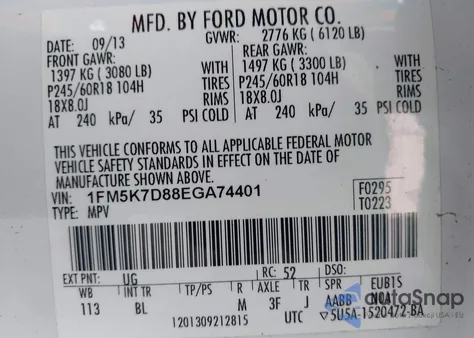 MFD. BY FORD MOTOR CO.
DATE: 09/13 GVWR: 2776 KG ( 6120 LB)
FRONT GAWR: REAR GAWR:
1397 KG ( 3080 LB) WITH 1497 KG ( 3300 LB) WITH
P245/60R18 104H TIRES P245/60R18 104H TIRES
18X8.0J RIMS 18X8.0J RIMS
AT 240 kPa/ 35 PSI COLD AT 240 kPa/ 35 PSI COLD
THIS VEHICLE CONFORMS TO ALL APPLICABLE FEDERAL MOTOR
VEHICLE SAFETY STANDARDS IN EFFECT ON THE DATE OF
MANUFACTURE SHOWN ABOVE.
VIN: 1FM5K7D88EGA74401 F0295
TYPE: MPV T0223
EXT PNT: UG RC: 52 DSO:
WB INT TR TP/PS R AXLE TR SPR EUB1S
113 BL M 3F J AABB
1201309212815 UTC ▽5U5A-1520472-BA
autoSnap